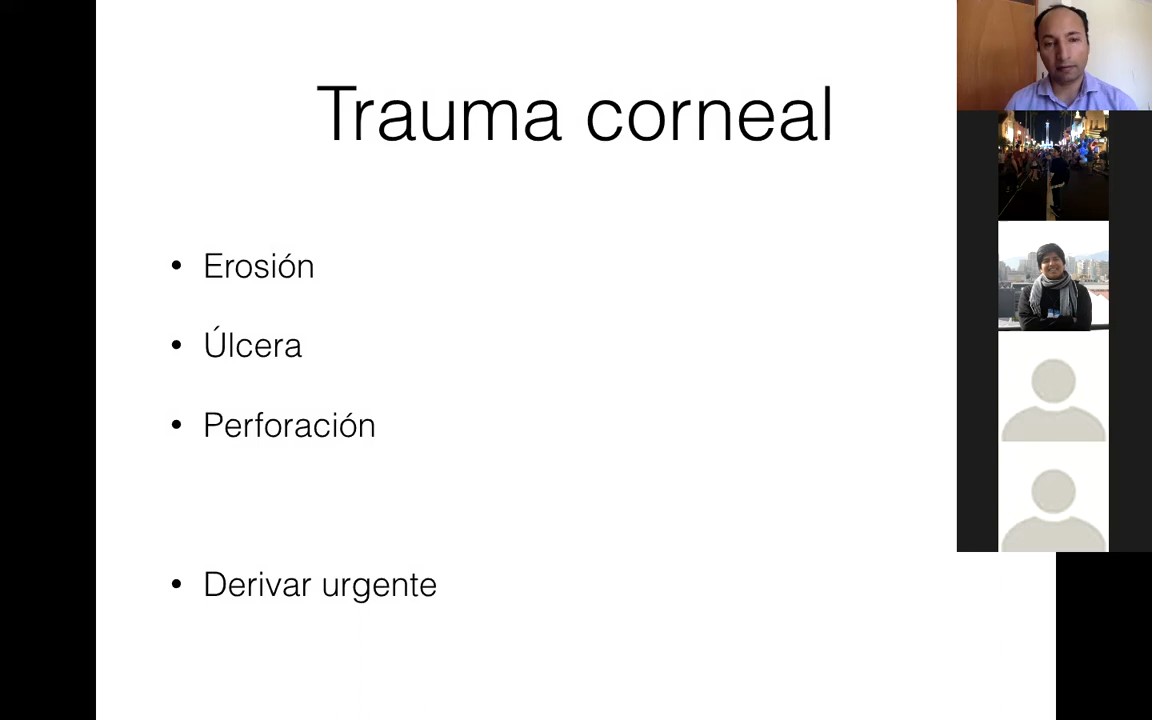 Trauma corneal
• Erosión
• Úlcera
• Perforación
• Derivar urgente